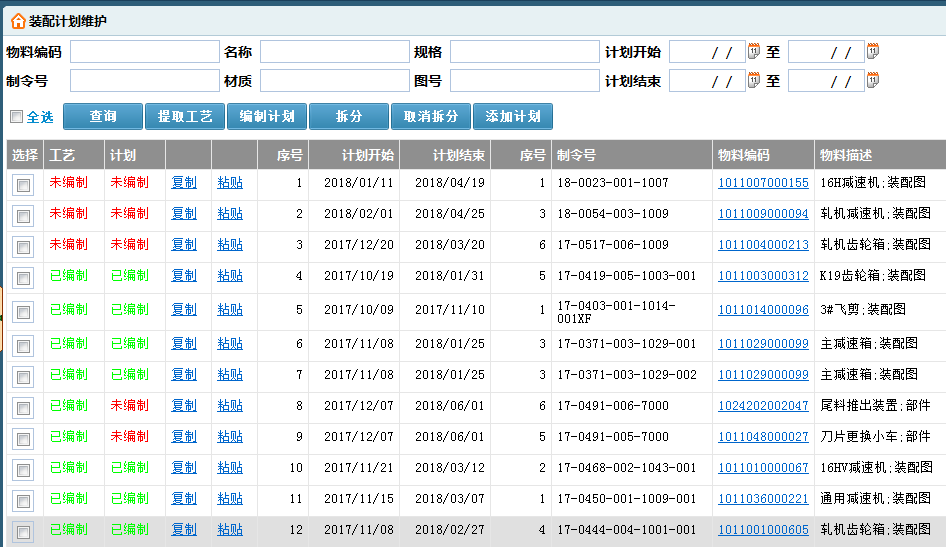 装配计划维护
物料编码 名称 规格 计划开始 / / 至 / /
制令号 材质 图号 计划结束 / / 至 / /
全选 查询 提取工艺 编制计划 拆分 取消拆分 添加计划
选择 工艺 计划 序号 计划开始 计划结束 序号 制令号 物料编码 物料描述
未编制 未编制 复制 粘贴 1 2018/01/11 2018/04/19 1 18-0023-001-1007 1011007000155 16H减速机;装配图
未编制 未编制 复制 粘贴 2 2018/02/01 2018/04/25 3 18-0054-003-1009 1011009000094 轧机减速机;装配图
未编制 未编制 复制 粘贴 3 2017/12/20 2018/03/20 6 17-0517-006-1009 1011004000213 轧机齿轮箱;装配图
已编制 已编制 复制 粘贴 4 2017/10/19 2018/01/31 5 17-0419-005-1003-001 1011003000312 K19齿轮箱;装配图
已编制 已编制 复制 粘贴 5 2017/10/09 2017/11/10 1 17-0403-001-1014-001XF 1011014000096 3#飞剪;装配图
已编制 已编制 复制 粘贴 6 2017/11/08 2018/01/25 3 17-0371-003-1029-001 1011029000099 主减速箱;装配图
已编制 已编制 复制 粘贴 7 2017/11/08 2018/01/25 3 17-0371-003-1029-002 1011029000099 主减速箱;装配图
已编制 未编制 复制 粘贴 8 2017/12/07 2018/06/01 6 17-0491-006-7000 1024202002047 尾料推出装置;部件
已编制 未编制 复制 粘贴 9 2017/12/07 2018/06/01 5 17-0491-005-7000 1011048000027 刀片更换小车;部件
已编制 已编制 复制 粘贴 10 2017/11/21 2018/03/12 2 17-0468-002-1043-001 1011010000067 16HV减速机;装配图
已编制 已编制 复制 粘贴 11 2017/11/15 2018/03/07 1 17-0450-001-1009-001 1011036000221 通用减速机;装配图
已编制 已编制 复制 粘贴 12 2017/11/08 2018/02/27 4 17-0444-004-1001-001 1011001000605 轧机齿轮箱;装配图